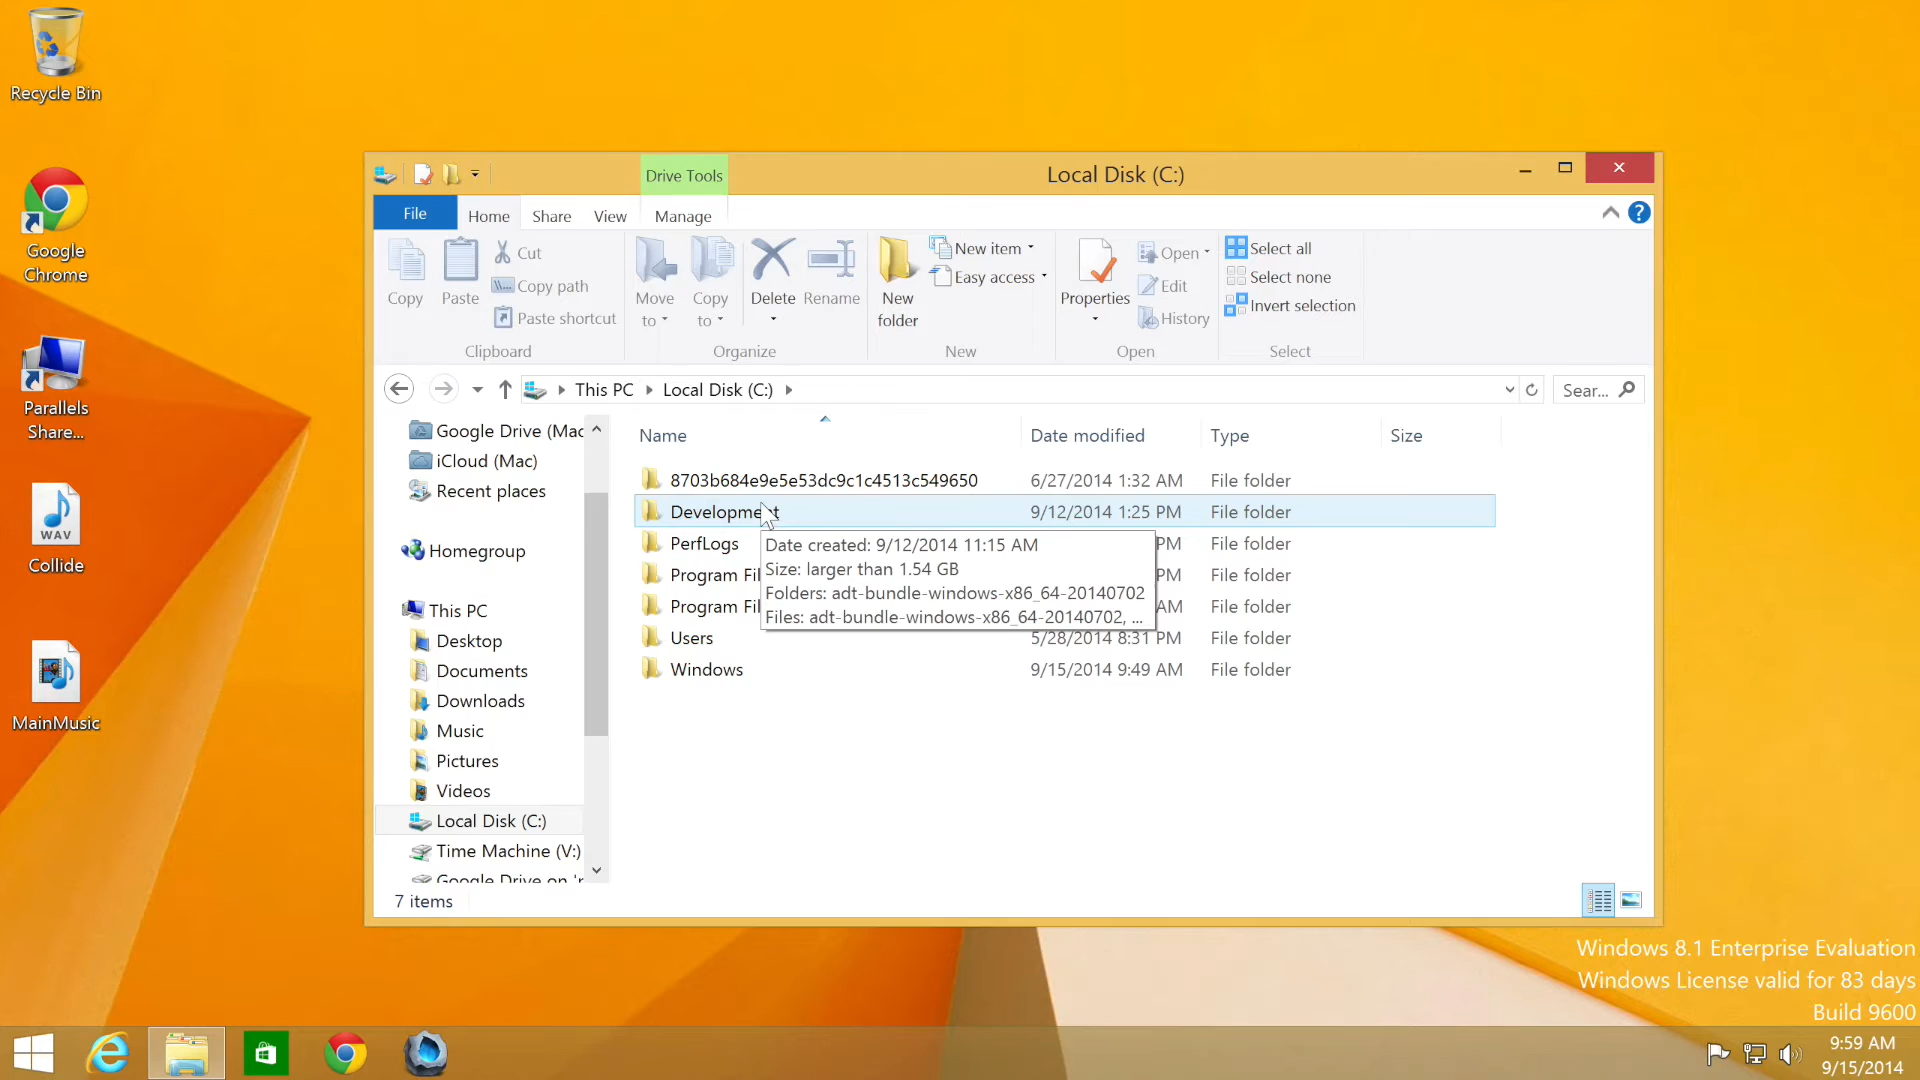 Recycle Bin
Google
Chrome
Parallels
Share...
WAV
Collide
MainMusic
Drive Tools
Local Disk (C:)
File
Home
Share
View
Manage
Copy
Paste
Cut
Copy path
Paste shortcut
Clipboard
Move
to
Copy
to
Delete
Rename
Organize
New
folder
New item
Easy access
New
Properties
Open
Edit
History
Open
Select all
Select none
Invert selection
Select
This PC
Local Disk (C:)
Sear...
Google Drive (Mac
iCloud (Mac)
Recent places
Homegroup
This PC
Desktop
Documents
Downloads
Music
Pictures
Videos
Local Disk (C:)
Time Machine (V:)
Google Drive on 'r
Name Date modified Type Size
8703b684e9e5e53dc9c1c4513c549650 6/27/2014 1:32 AM File folder
Development 9/12/2014 1:25 PM File folder
PerfLogs PM File folder
Program Fil PM File folder
Program Fil AM File folder
Users 5/28/2014 8:31 PM File folder
Windows 9/15/2014 9:49 AM File folder
Date created: 9/12/2014 11:15 AM
Size: larger than 1.54 GB
Folders: adt-bundle-windows-x86_64-20140702
Files: adt-bundle-windows-x86_64-20140702, ...
7 items
Windows 8.1 Enterprise Evaluation
Windows License valid for 83 days
Build 9600
9:59 AM
9/15/2014